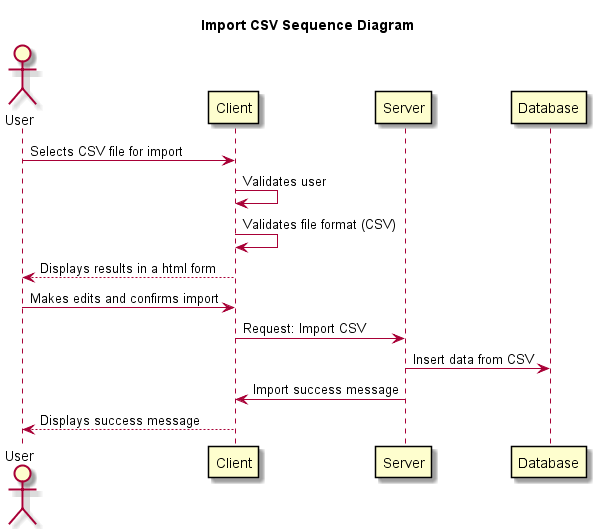 Import CSV Sequence Diagram
User
Client
Server
Database
Selects CSV file for import
Validates user
Validates file format (CSV)
Displays results in a html form
Makes edits and confirms import
Request: Import CSV
Insert data from CSV
Import success message
Displays success message
User
Client
Server
Database